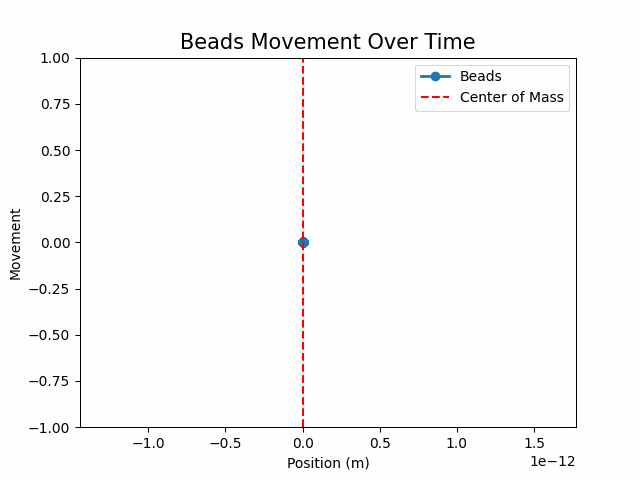 Beads Movement Over Time
Beads
Center of Mass
1.00
0.75
0.50
0.25
0.00
−0.25
−0.50
−0.75
−1.00
Movement
−1.0 −0.5 0.0 0.5 1.0 1.5
Position (m)
1e−12